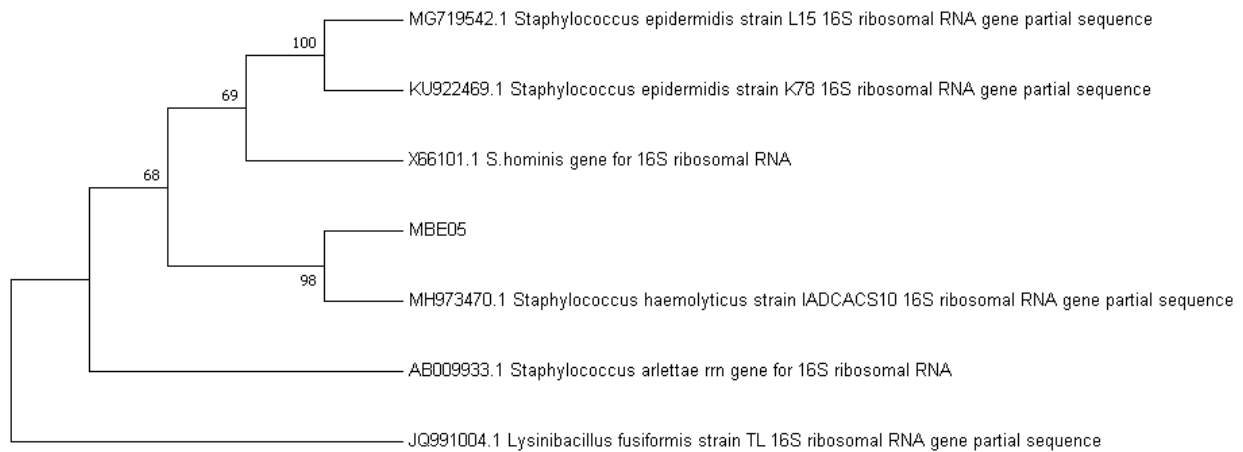 MG719542.1 Staphylococcus epidermidis strain L15 16S ribosomal RNA gene partial sequence
100
KU922469.1 Staphylococcus epidermidis strain K78 16S ribosomal RNA gene partial sequence
69
X66101.1 S.hominis gene for 16S ribosomal RNA
68
MBE05
98
MH973470.1 Staphylococcus haemolyticus strain IADCACS10 16S ribosomal RNA gene partial sequence
AB009933.1 Staphylococcus arlettae rrn gene for 16S ribosomal RNA
JQ991004.1 Lysinibacillus fusiformis strain TL 16S ribosomal RNA gene partial sequence